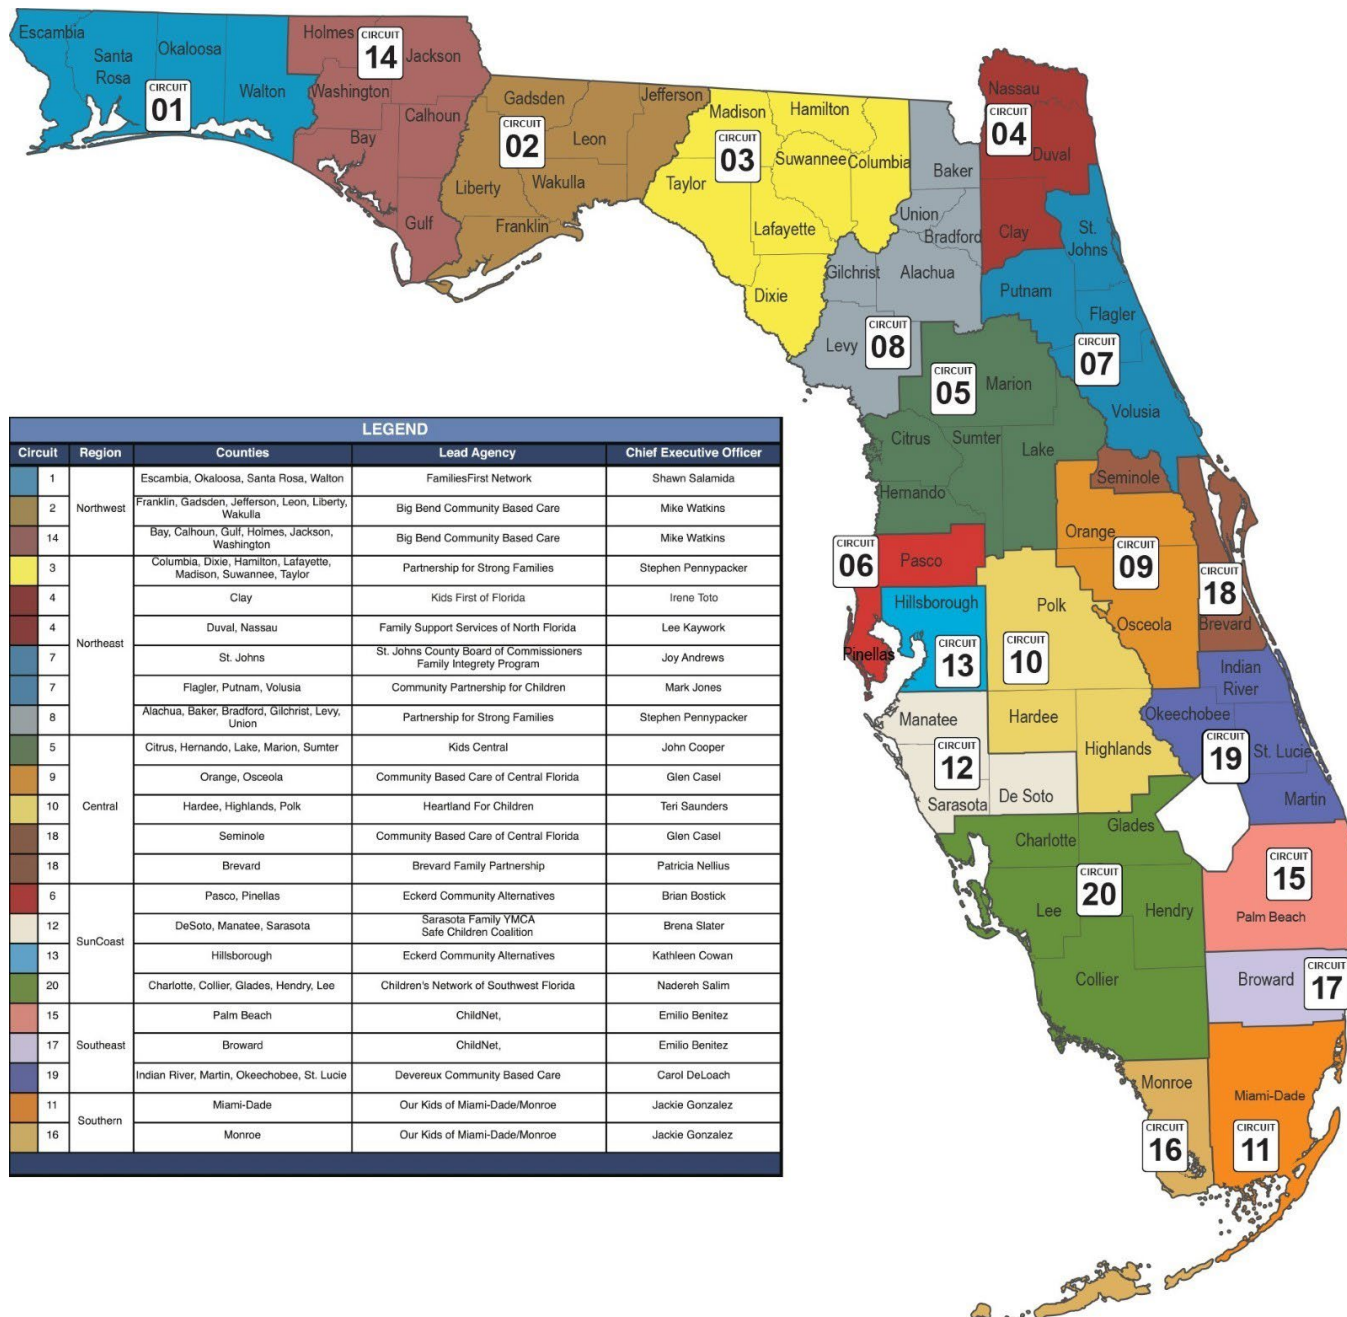 Escambia
Santa
Rosa
Okaloosa
Walton
CIRCUIT
01
Holmes
CIRCUIT
14
Jackson
Washington
Calhoun
Bay
Gulf
Gadsden
Jefferson
CIRCUIT
02
Leon
Liberty
Wakulla
Franklin
Madison
Hamilton
CIRCUIT
03
Suwannee
Columbia
Taylor
Lafayette
Dixie
Nassau
CIRCUIT
04
Duval
Clay
Baker
Union
Bradford
Gilchrist
Alachua
Levy
CIRCUIT
08
St.
Johns
Putnam
Flagler
CIRCUIT
07
Volusia
CIRCUIT
05
Marion
Citrus
Sumter
Lake
Hernando
Seminole
Orange
CIRCUIT
09
Osceola
CIRCUIT
18
Brevard
CIRCUIT
06
Pasco
Pinellas
Hillsborough
CIRCUIT
13
Polk
CIRCUIT
10
Hardee
Highlands
Indian
River
Okeechobee
CIRCUIT
19
St. Lucie
Martin
Manatee
CIRCUIT
12
Sarasota
De Soto
Charlotte
Glades
CIRCUIT
20
Lee
Hendry
Collier
CIRCUIT
15
Palm Beach
Broward
CIRCUIT
17
Monroe
CIRCUIT
16
Miami-Dade
CIRCUIT
11
LEGEND
Circuit Region Counties Lead Agency Chief Executive Officer
Northwest
1 Escambia, Okaloosa, Santa Rosa, Walton FamiliesFirst Network Shawn Salamida
2 Franklin, Gadsden, Jefferson, Leon, Liberty, Wakulla Big Bend Community Based Care Mike Watkins
14 Bay, Calhoun, Gulf, Holmes, Jackson, Washington Big Bend Community Based Care Mike Watkins
Northeast
3 Columbia, Dixie, Hamilton, Lafayette, Madison, Suwannee, Taylor Partnership for Strong Families Stephen Pennypacker
4 Clay Kids First of Florida Irene Toto
4 Duval, Nassau Family Support Services of North Florida Lee Kaywork
7 St. Johns St. Johns County Board of Commissioners Family Integrety Program Joy Andrews
7 Flagler, Putnam, Volusia Community Partnership for Children Mark Jones
8 Alachua, Baker, Bradford, Gilchrist, Levy, Union Partnership for Strong Families Stephen Pennypacker
Central
5 Citrus, Hernando, Lake, Marion, Sumter Kids Central John Cooper
9 Orange, Osceola Community Based Care of Central Florida Glen Casel
10 Hardee, Highlands, Polk Heartland For Children Teri Saunders
18 Seminole Community Based Care of Central Florida Glen Casel
18 Brevard Brevard Family Partnership Patricia Nellius
SunCoast
6 Pasco, Pinellas Eckerd Community Alternatives Brian Bostick
12 DeSoto, Manatee, Sarasota Sarasota Family YMCA Safe Children Coalition Brena Slater
13 Hillsborough Eckerd Community Alternatives Kathleen Cowan
20 Charlotte, Collier, Glades, Hendry, Lee Children's Network of Southwest Florida Nadereh Salim
Southeast
15 Palm Beach ChildNet, Emilio Benitez
17 Broward ChildNet, Emilio Benitez
19 Indian River, Martin, Okeechobee, St. Lucie Devereux Community Based Care Carol DeLoach
Southern
11 Miami-Dade Our Kids of Miami-Dade/Monroe Jackie Gonzalez
16 Monroe Our Kids of Miami-Dade/Monroe Jackie Gonzalez